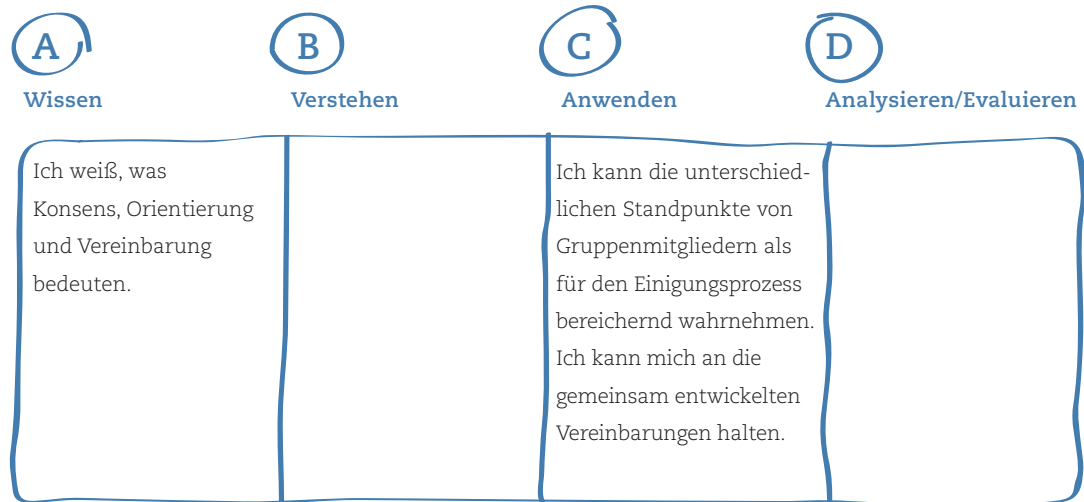 A
B
C
D
Wissen
Verstehen
Anwenden
Analysieren/Evaluieren
Ich weiß, was
Konsens, Orientierung
und Vereinbarung
bedeuten.
Ich kann die unterschied-
lichen Standpunkte von
Gruppenmitgliedern als
für den Einigungsprozess
bereichernd wahrnehmen.
Ich kann mich an die
gemeinsam entwickelten
Vereinbarungen halten.